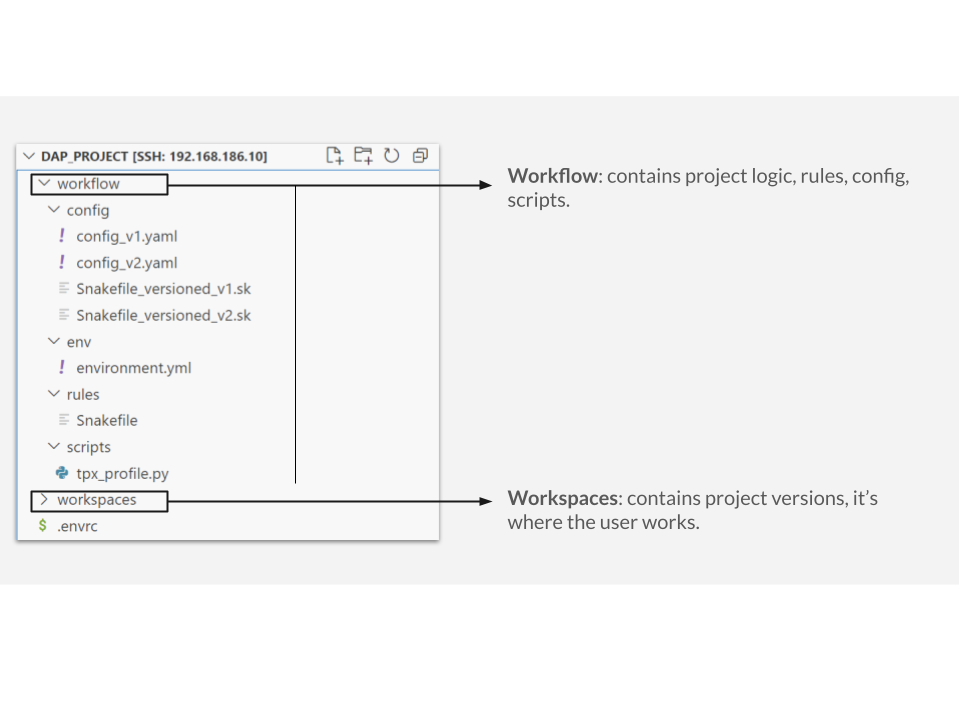 DAP_PROJECT [SSH: 192.168.186.10]
workflow
config
config_v1.yaml
config_v2.yaml
Snakefile_versioned_v1.sk
Snakefile_versioned_v2.sk
env
environment.yml
rules
Snakefile
scripts
tpx_profile.py
workspaces
.envrc
Workflow: contains project logic, rules, config,
scripts.
Workspaces: contains project versions, it’s
where the user works.